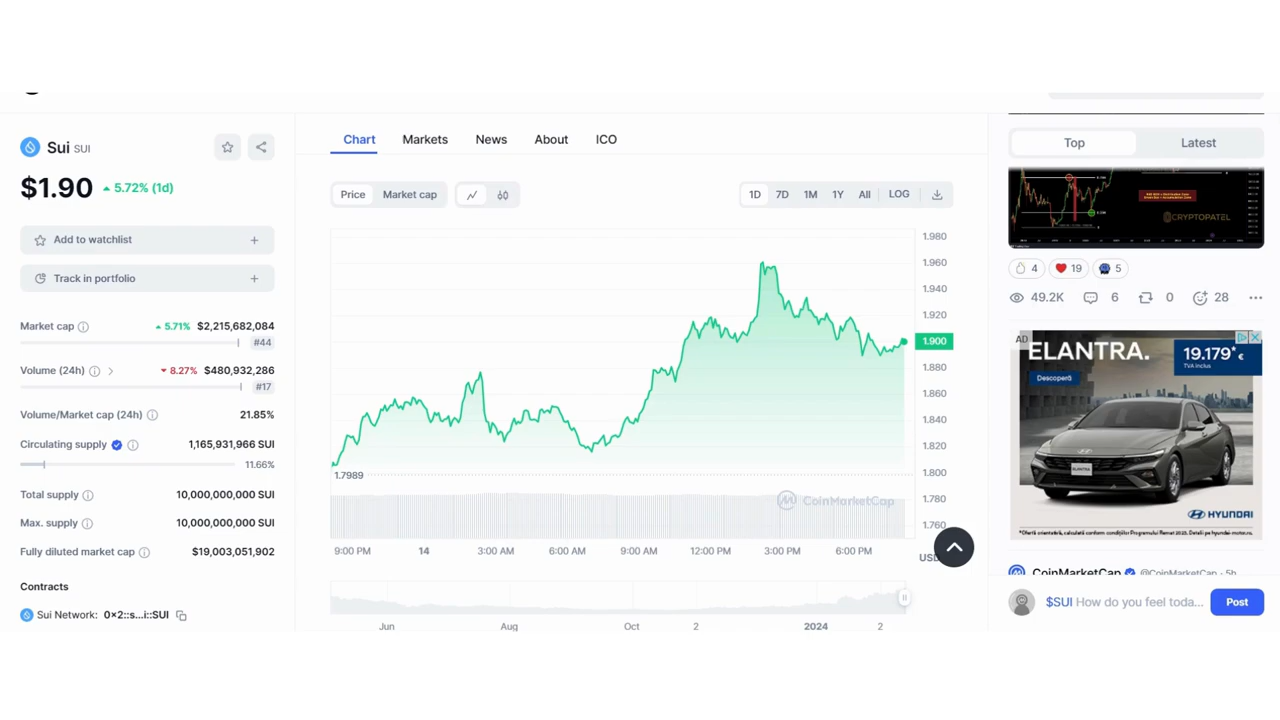 Sui SUI
$1.90 5.72% (1d)
Add to watchlist +
Track in portfolio +
Market cap 5.71% $2,215,682,084
#44
Volume (24h) 8.27% $480,932,286
#17
Volume/Market cap (24h) 21.85%
Circulating supply 1,165,931,966 SUI
11.66%
Total supply 10,000,000,000 SUI
Max. supply 10,000,000,000 SUI
Fully diluted market cap $19,003,051,902
Contracts
Sui Network: 0x2::s...i::SUI
Chart Markets News About ICO
Price Market cap
1D 7D 1M 1Y All LOG
1.980
1.960
1.940
1.920
1.900
1.880
1.860
1.840
1.820
1.800
1.780
1.760
1.7989
CoinMarketCap
9:00 PM 14 3:00 AM 6:00 AM 9:00 AM 12:00 PM 3:00 PM 6:00 PM
Jun Aug Oct 2 2024 2
Top Latest
CRYPTOPATEL
4 19 5
49.2K 6 0 28
AD
ELANTRA.
19.179* €
TVA inclus
Descoperă
ELANTRA
HYUNDAI
CoinMarketCap @CoinMarketCap · 5h
$SUI How do you feel toda...
Post